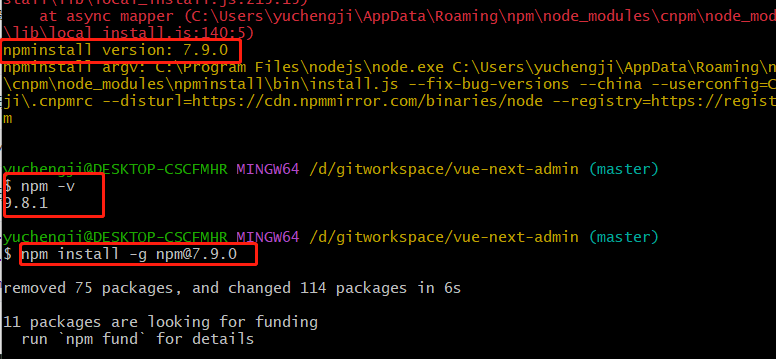 stall\lib\local_install.js:215:19)
    at async mapper (C:\Users\yuchengji\AppData\Roaming\npm\node_modules\cnpm\node_mod
\lib\local_install.js:140:5)
npminstall version: 7.9.0
npminstall argv: C:\Program Files\nodejs\node.exe C:\Users\yuchengji\AppData\Roaming\n
\cnpm\node_modules\npminstall\bin\install.js --fix-bug-versions --china --userconfig=C
ji\.cnpmrc --disturl=https://cdn.npmmirror.com/binaries/node --registry=https://regist
m
yuchengji@DESKTOP-CSCFMHR MINGW64 /d/gitworkspace/vue-next-admin (master)
$ npm -v
9.8.1
yuchengji@DESKTOP-CSCFMHR MINGW64 /d/gitworkspace/vue-next-admin (master)
$ npm install -g npm@7.9.0
removed 75 packages, and changed 114 packages in 6s
11 packages are looking for funding
  run `npm fund` for details